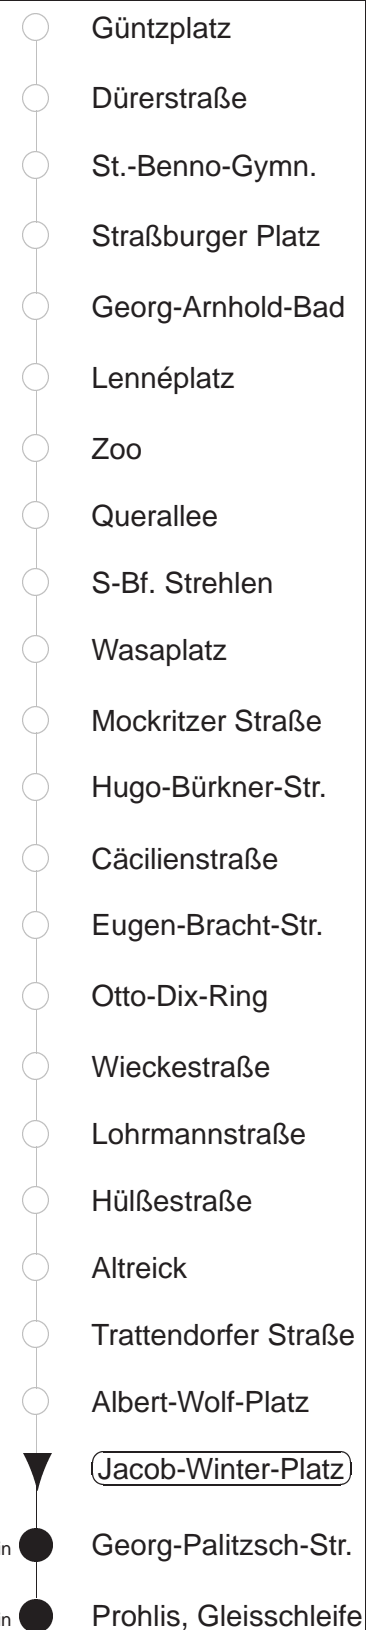 Güntzplatz
Dürerstraße
St.-Benno-Gymn.
Straßburger Platz
Georg-Arnhold-Bad
Lennéplatz
Zoo
Querallee
S-Bf. Strehlen
Wasaplatz
Mockritzer Straße
Hugo-Bürkner-Str.
Cäcilienstraße
Eugen-Bracht-Str.
Otto-Dix-Ring
Wieckestraße
Lohrmannstraße
Hülßestraße
Altreick
Trattendorfer Straße
Albert-Wolf-Platz
Jacob-Winter-Platz
Georg-Palitzsch-Str.
Prohlis, Gleisschleife